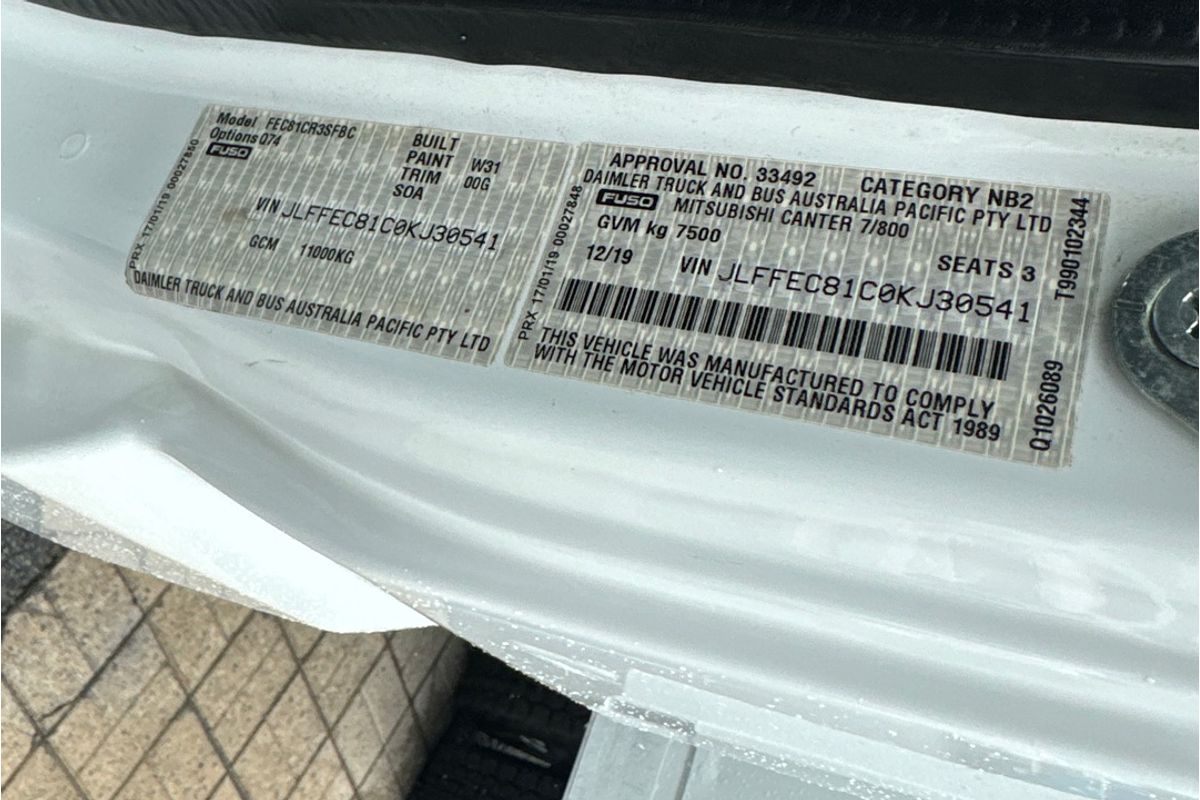 Model FEC81CR3SFBC
Options Q74
FUSO
BUILT
PAINT W31
TRIM 00G
SOA
VIN JLFFEC81C0KJ30541
GCM 11000KG
PRX 17/01/19 00027850
DAIMLER TRUCK AND BUS AUSTRALIA PACIFIC PTY LTD
APPROVAL NO. 33492 CATEGORY NB2
DAIMLER TRUCK AND BUS AUSTRALIA PACIFIC PTY LTD
FUSO MITSUBISHI CANTER 7/800
GVM kg 7500
12/19 SEATS 3
VIN JLFFEC81C0KJ30541
PRX 17/01/19 00027848
THIS VEHICLE WAS MANUFACTURED TO COMPLY
WITH THE MOTOR VEHICLE STANDARDS ACT 1989
T990102344
Q1026089